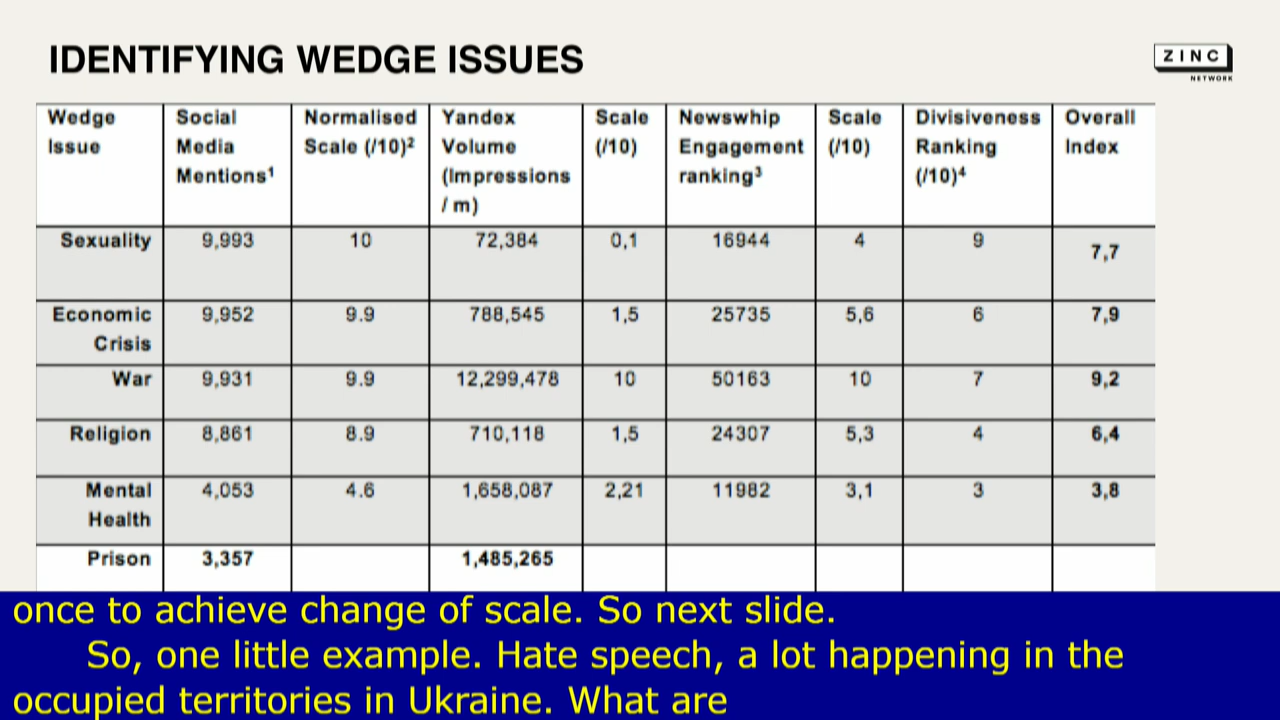 IDENTIFYING WEDGE ISSUES
ZINC
NETWORK
Wedge Issue | Social Media Mentions¹ | Normalised Scale (/10)² | Yandex Volume (Impressions / m) | Scale (/10) | Newswhip Engagement ranking³ | Scale (/10) | Divisiveness Ranking (/10)⁴ | Overall Index
Sexuality | 9,993 | 10 | 72,384 | 0,1 | 16944 | 4 | 9 | 7,7
Economic Crisis | 9,952 | 9.9 | 788,545 | 1,5 | 25735 | 5,6 | 6 | 7,9
War | 9,931 | 9.9 | 12,299,478 | 10 | 50163 | 10 | 7 | 9,2
Religion | 8,861 | 8.9 | 710,118 | 1,5 | 24307 | 5,3 | 4 | 6,4
Mental Health | 4,053 | 4.6 | 1,658,087 | 2,21 | 11982 | 3,1 | 3 | 3,8
Prison | 3,357 | | 1,485,265
once to achieve change of scale. So next slide.
So, one little example. Hate speech, a lot happening in the
occupied territories in Ukraine. What are